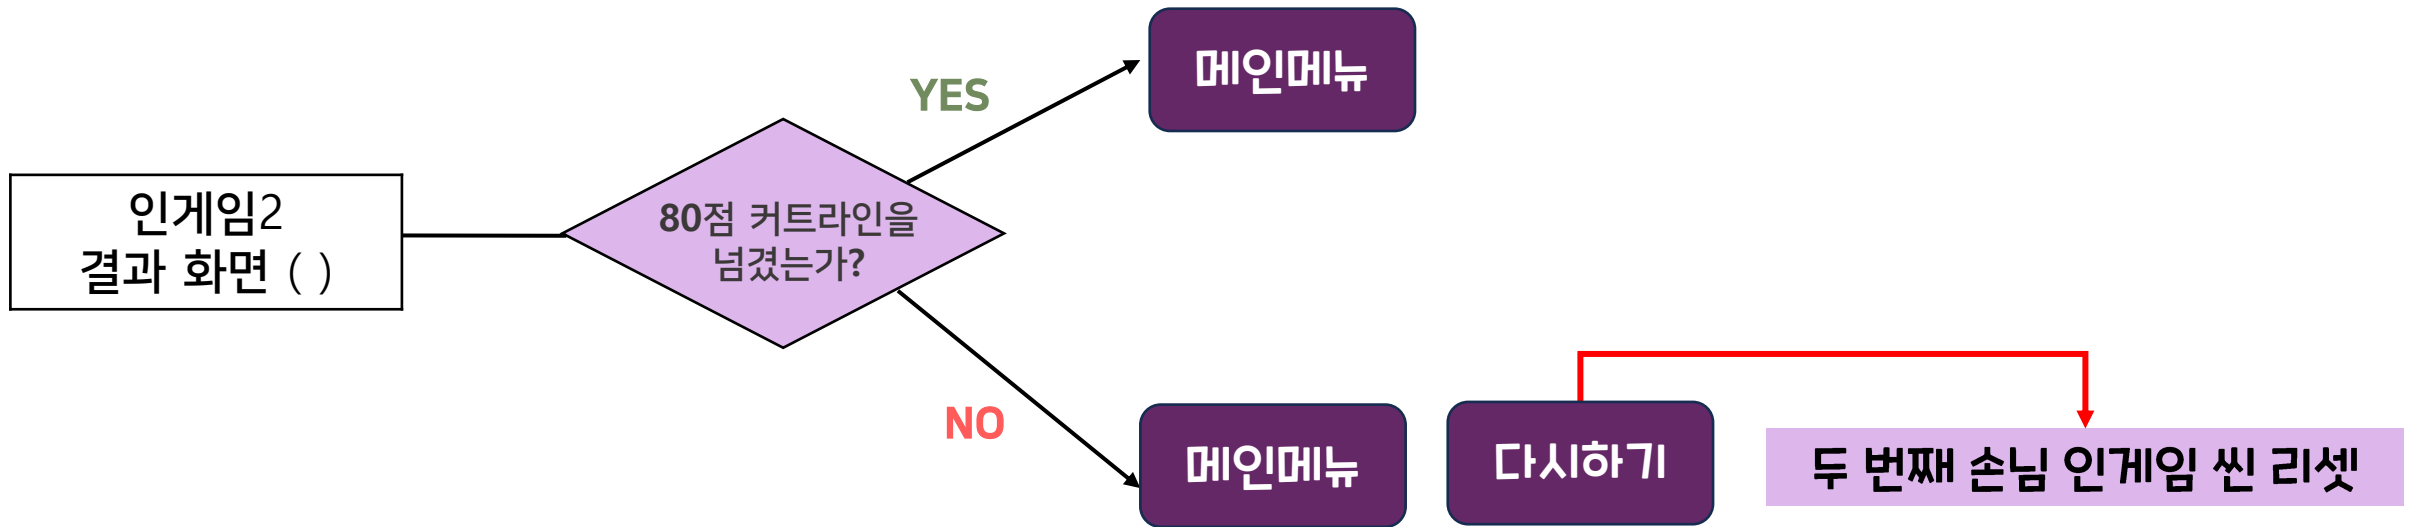 메인메뉴
YES
인게임2
결과 화면 ( )
80점 커트라인을
넘겼는가?
NO
메인메뉴
다시하기
두 번째 손님 인게임 씬 리셋